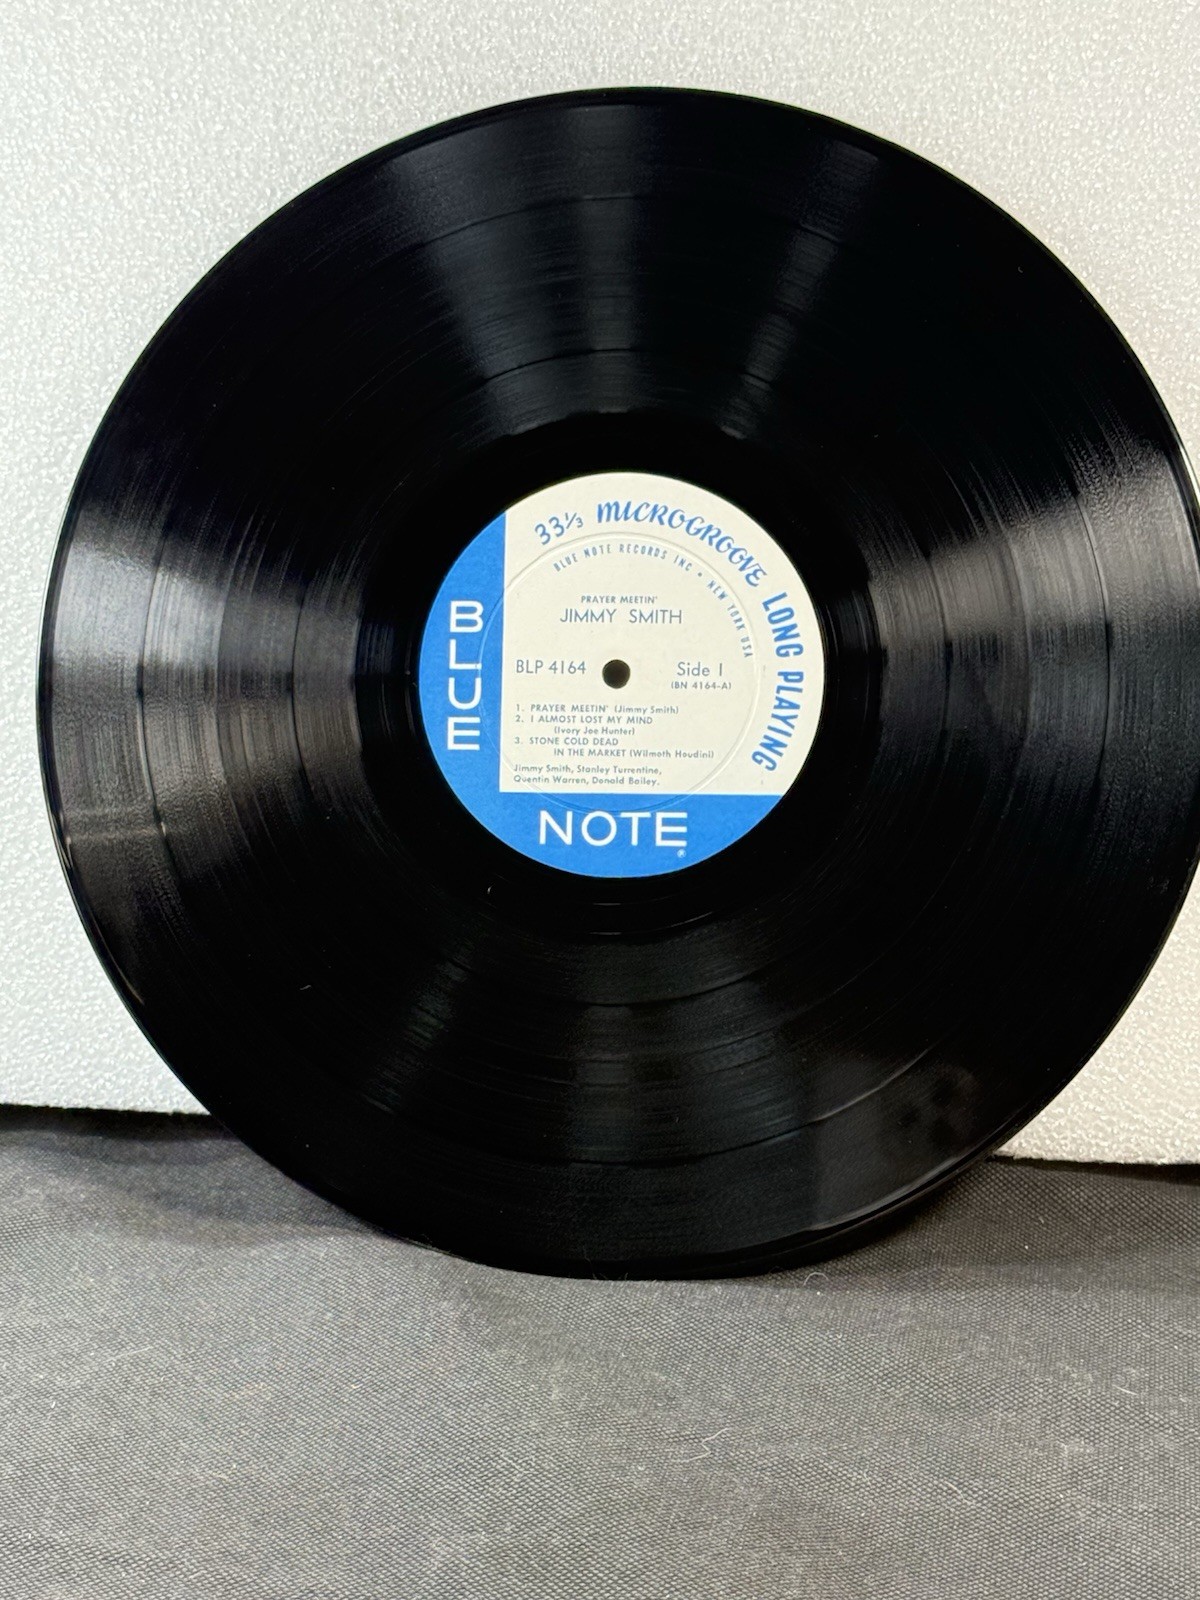 33⅓ MICROGROOVE LONG PLAYING
BLUE NOTE RECORDS INC • NEW YORK USA
PRAYER MEETIN'
JIMMY SMITH
BLP 4164
Side 1
(BN 4164-A)
1. PRAYER MEETIN' (Jimmy Smith)
2. I ALMOST LOST MY MIND
(Ivory Joe Hunter)
3. STONE COLD DEAD
IN THE MARKET (Wilmoth Houdini)
Jimmy Smith, Stanley Turrentine,
Quentin Warren, Donald Bailey.
BLUE
NOTE
®